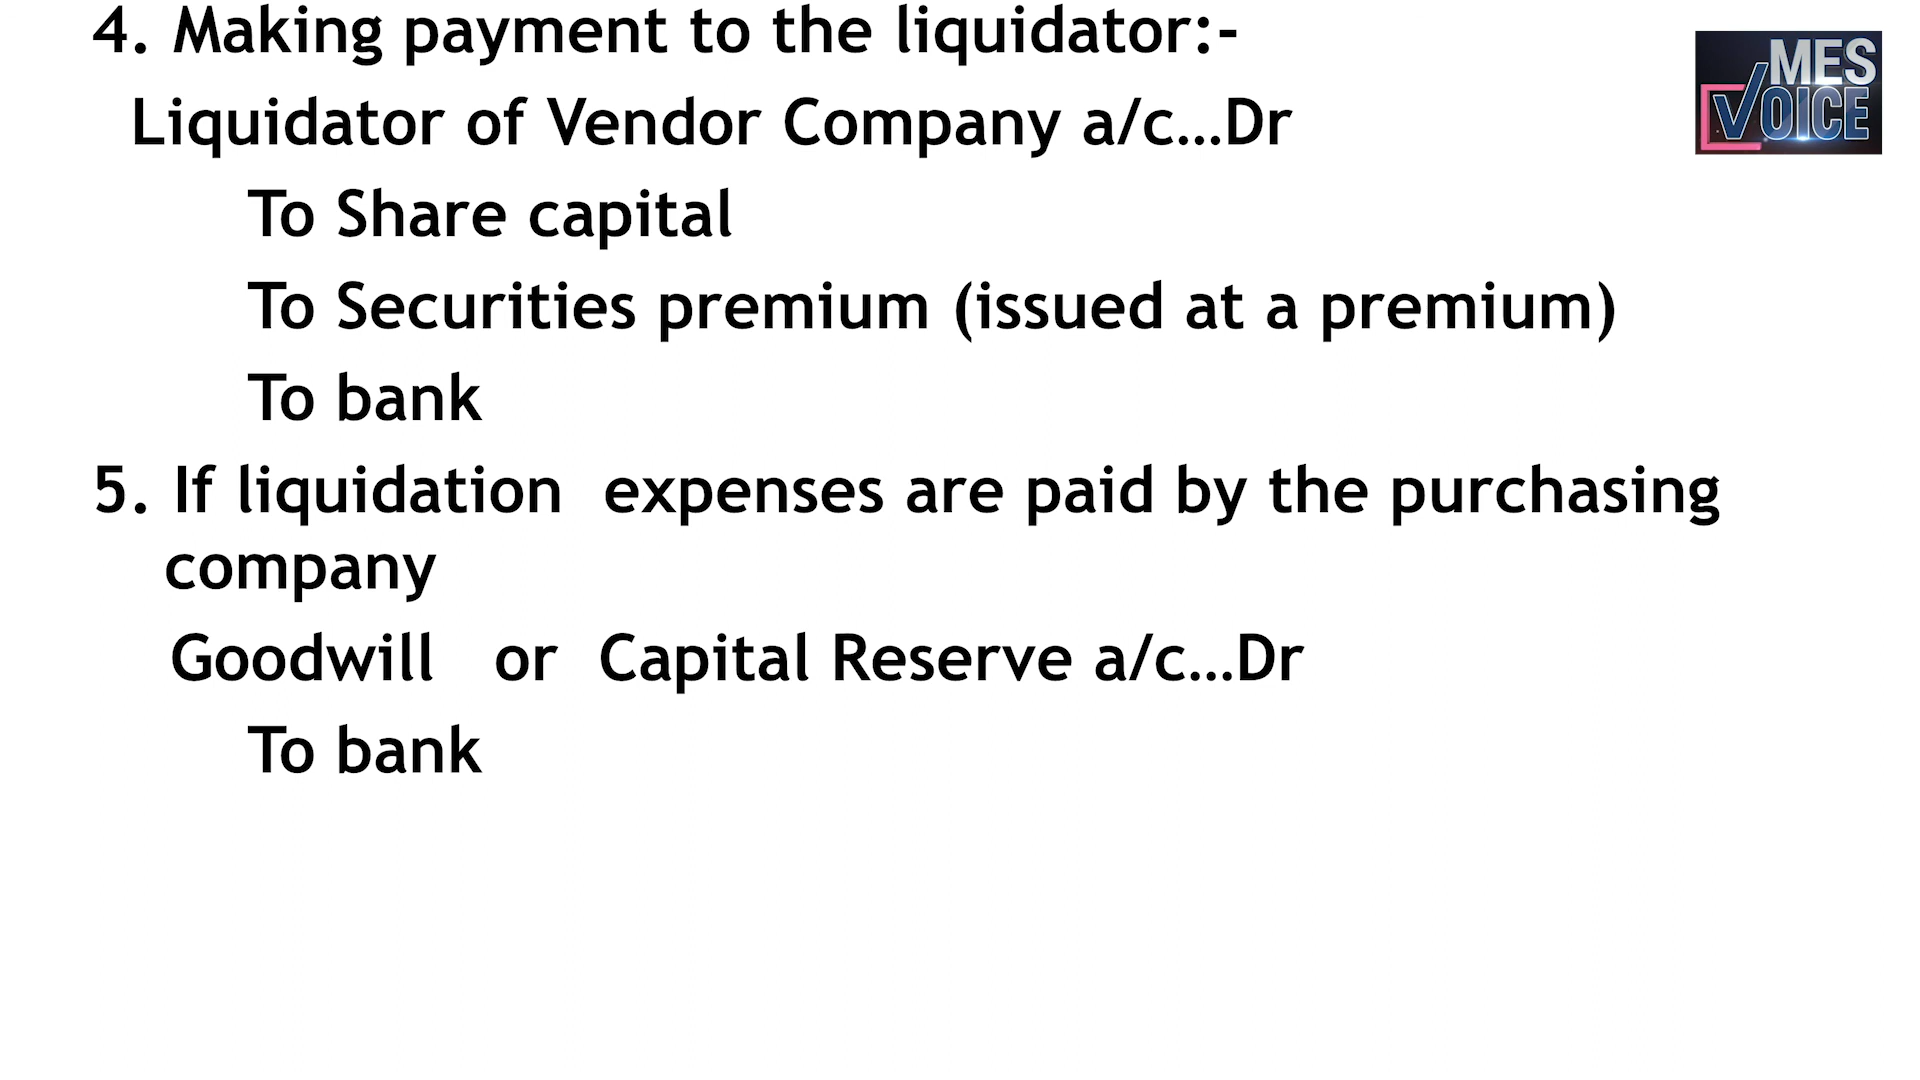 4. Making payment to the liquidator:-
Liquidator of Vendor Company a/c...Dr
To Share capital
To Securities premium (issued at a premium)
To bank
5. If liquidation expenses are paid by the purchasing
company
Goodwill or Capital Reserve a/c...Dr
To bank
MES
VOICE